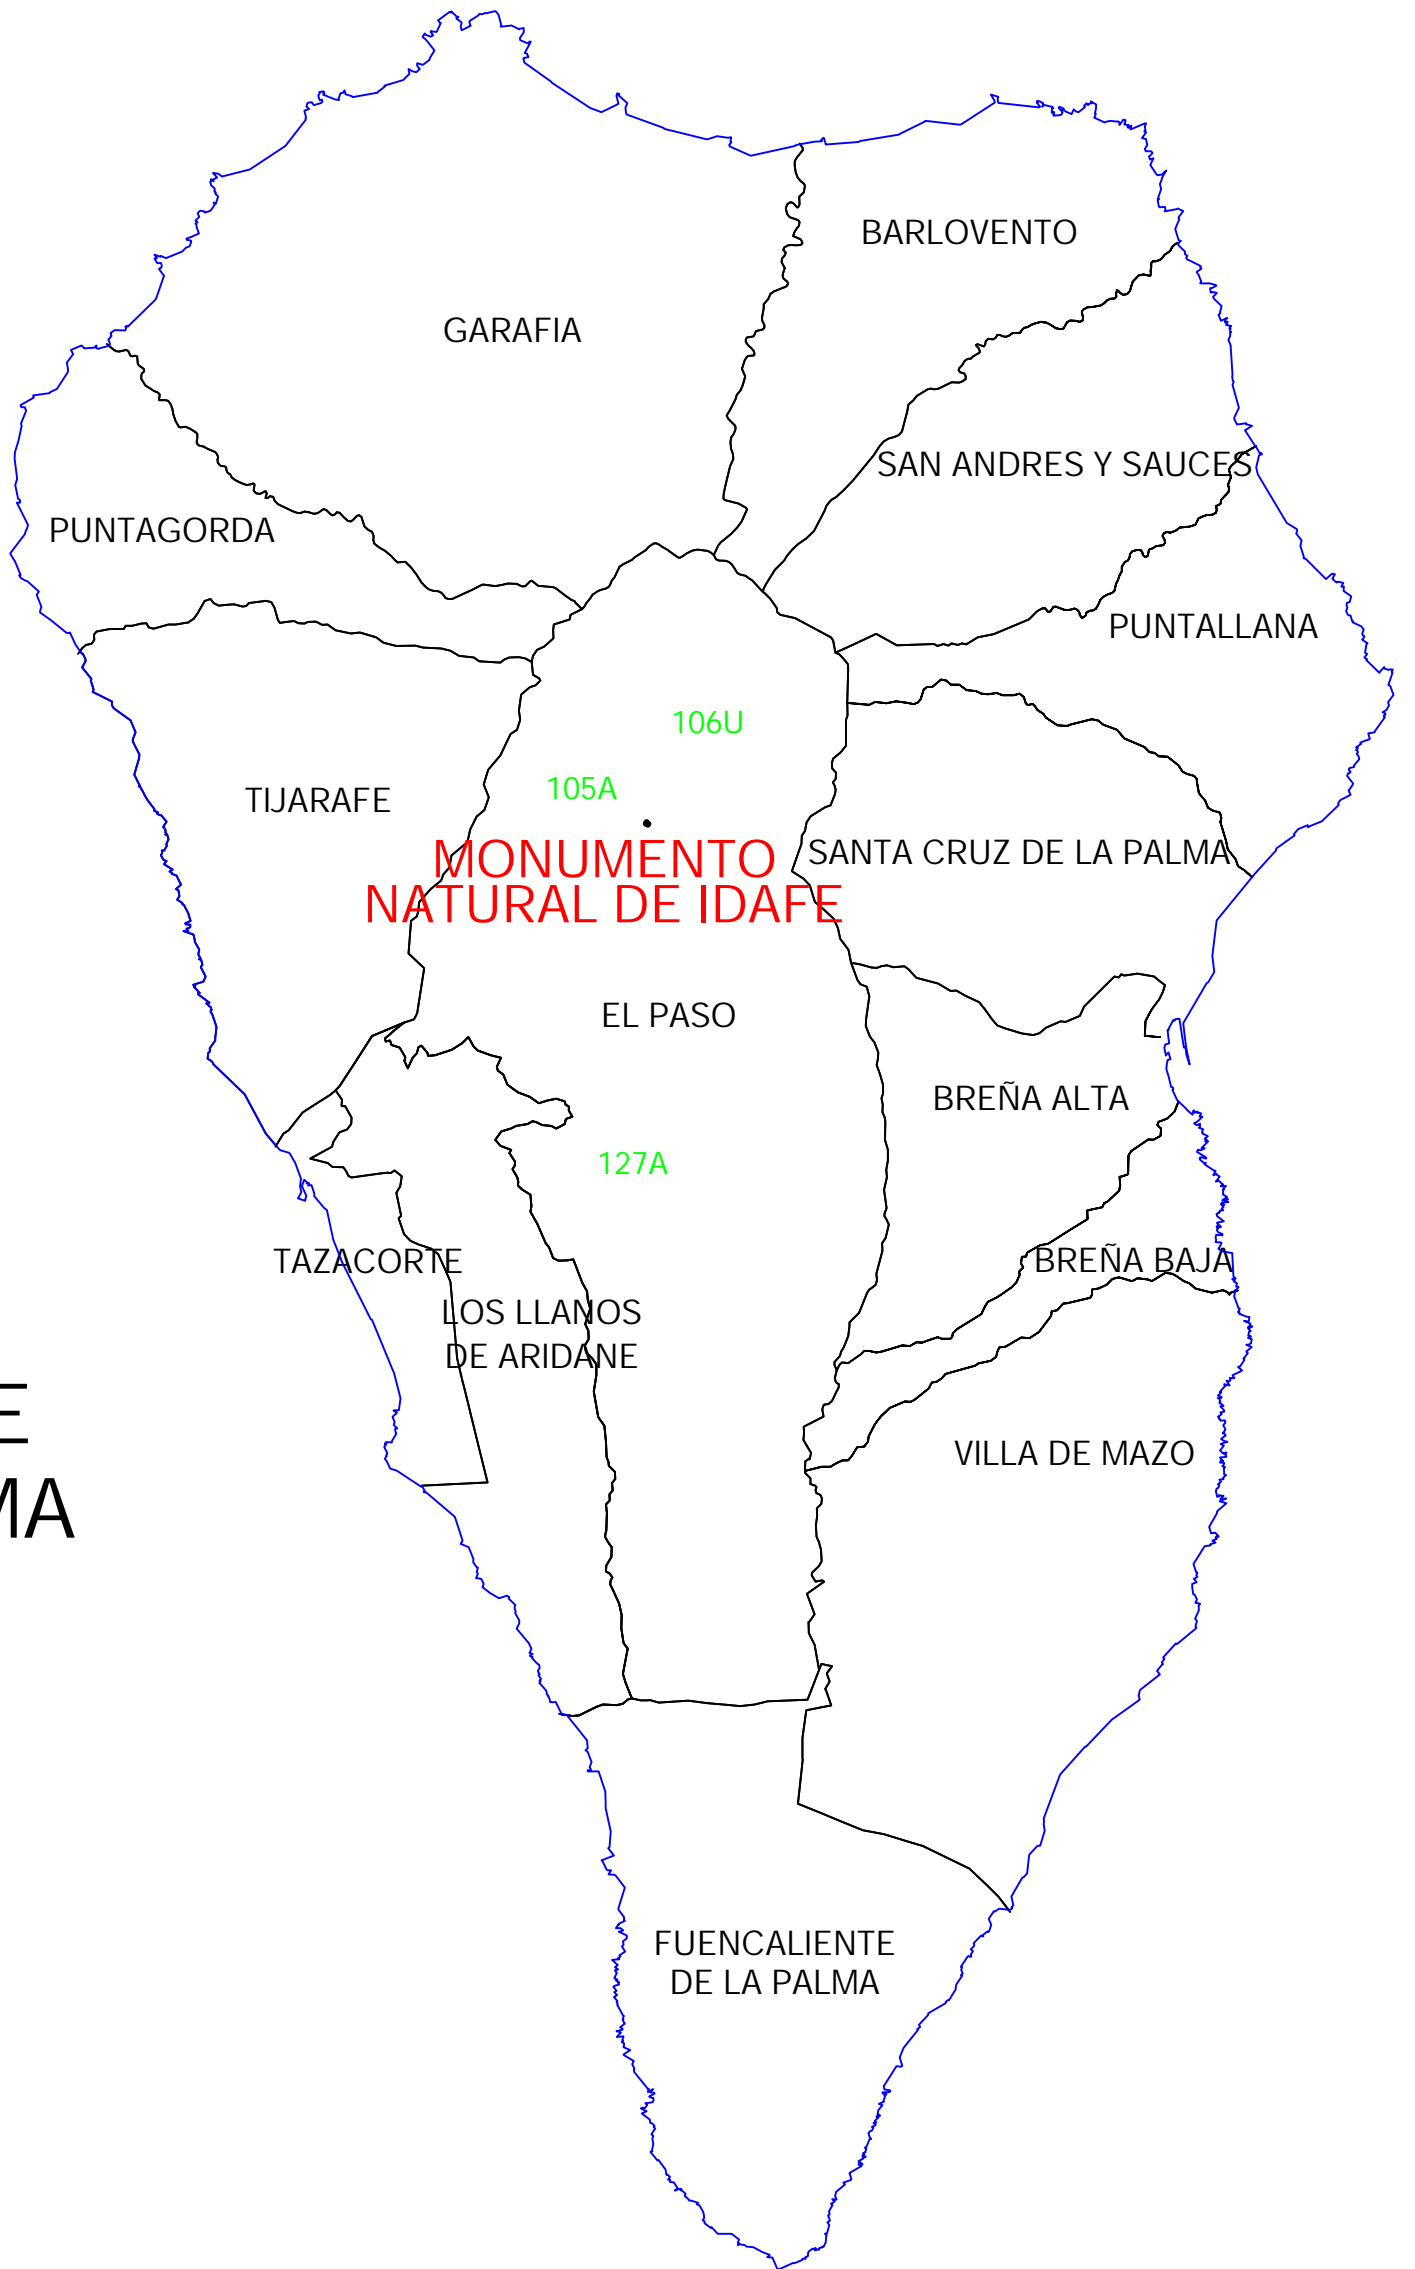 BARLOVENTO
GARAFIA
SAN ANDRES Y SAUCES
PUNTAGORDA
PUNTALLANA
106U
105A
TIJARAFE
MONUMENTO
NATURAL DE IDAFE
SANTA CRUZ DE LA PALMA
EL PASO
BREÑA ALTA
127A
TAZACORTE
BREÑA BAJA
LOS LLANOS
DE ARIDANE
E
MA
VILLA DE MAZO
FUENCALIENTE
DE LA PALMA